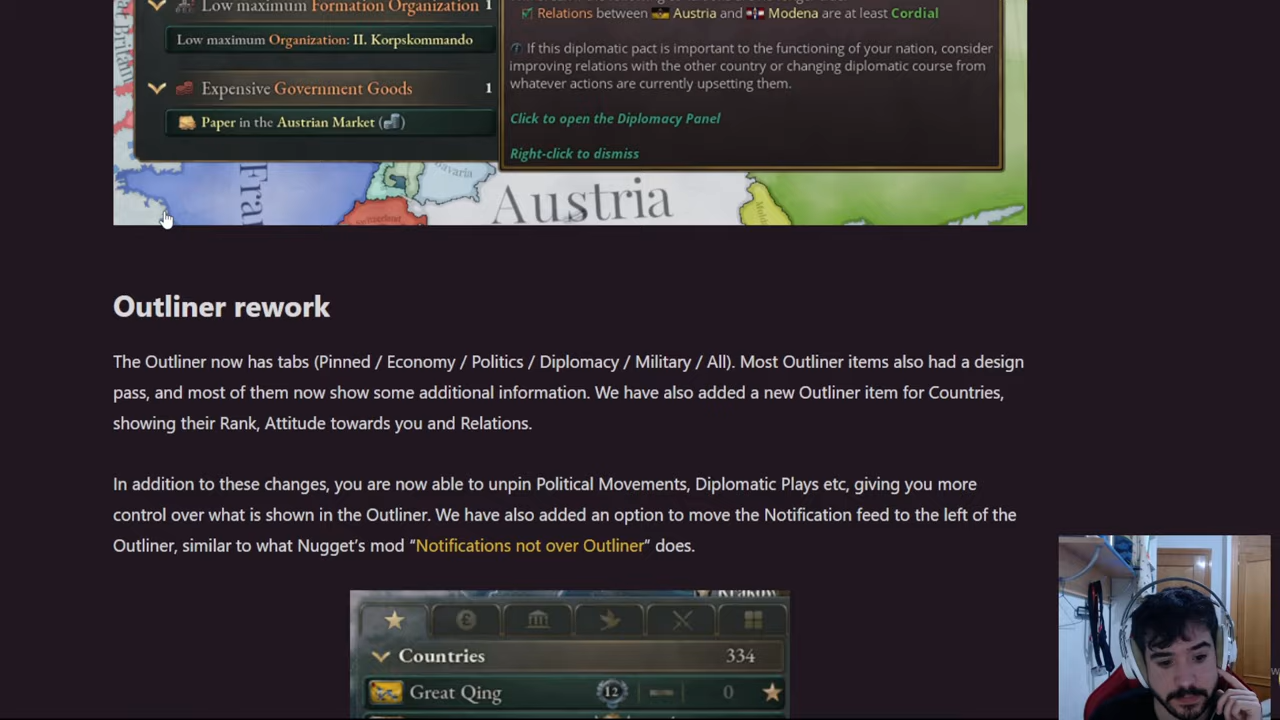 Low maximum Formation Organization 1
Low maximum Organization: II. Korpskommando
Expensive Government Goods 1
Paper in the Austrian Market ( )
Relations between Austria and Modena are at least Cordial
If this diplomatic pact is important to the functioning of your nation, consider
improving relations with the other country or changing diplomatic course from
whatever actions are currently upsetting them.
Click to open the Diplomacy Panel
Right-click to dismiss
Fra
Bavaria
Austria
Outliner rework
The Outliner now has tabs (Pinned / Economy / Politics / Diplomacy / Military / All). Most Outliner items also had a design
pass, and most of them now show some additional information. We have also added a new Outliner item for Countries,
showing their Rank, Attitude towards you and Relations.
In addition to these changes, you are now able to unpin Political Movements, Diplomatic Plays etc, giving you more
control over what is shown in the Outliner. We have also added an option to move the Notification feed to the left of the
Outliner, similar to what Nugget’s mod “Notifications not over Outliner” does.
Countries 334
Great Qing 12 0